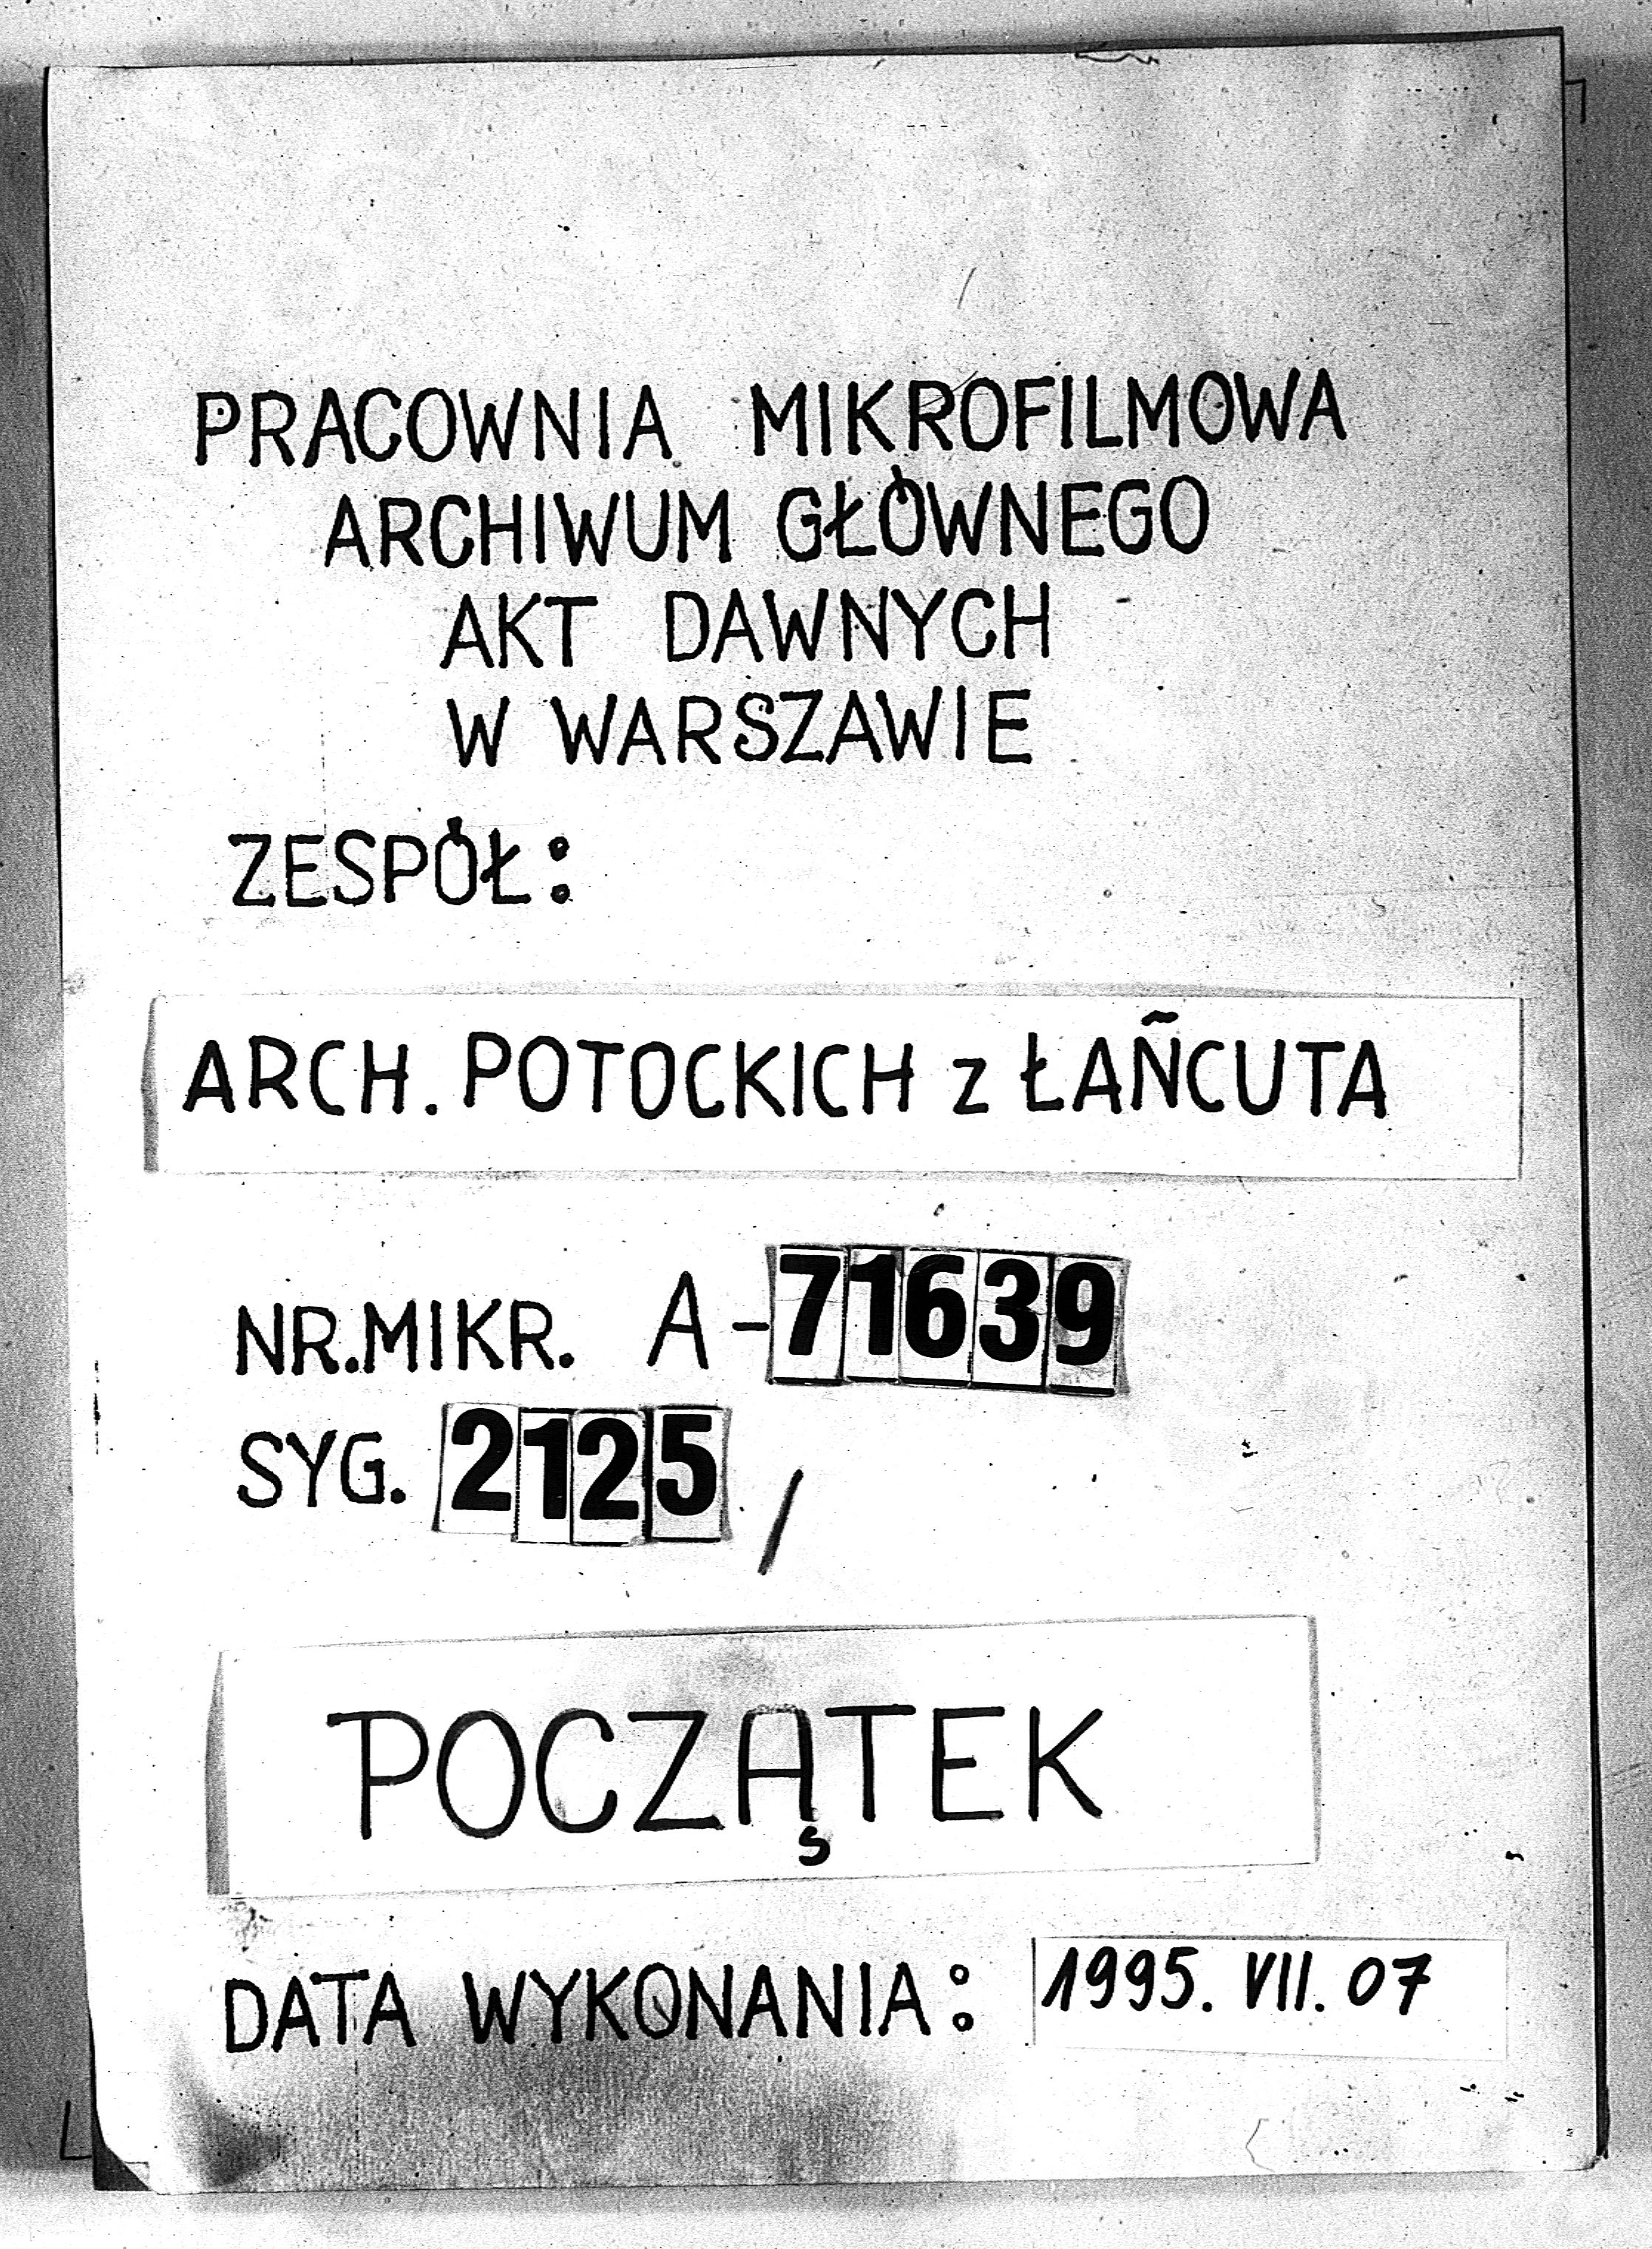 PRACOWNIA MIKROFILMOWA
ARCHIWUM GŁÓWNEGO
AKT DAWNYCH
W WARSZAWIE
ZESPÓŁ:
ARCH. POTOCKICH z ŁAÑCUTA
NR.MIKR. A-71639
SYG. 2125 /
POCZĄTEK
DATA WYKONANIA: 1995. VII. 07